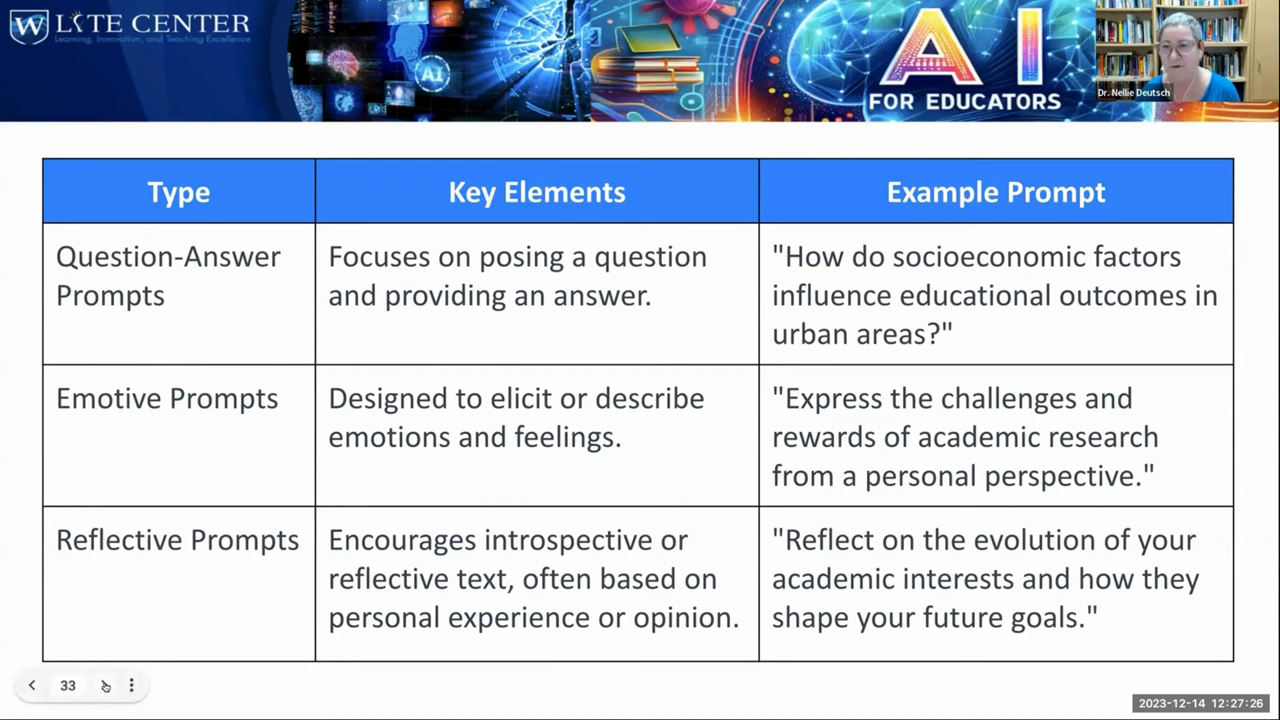 W LITE CENTER
Learning, Innovation, and Teaching Excellence
AI
AI
FOR EDUCATORS
Dr. Nellie Deutsch
Type
Key Elements
Example Prompt
Question-Answer
Prompts
Focuses on posing a question
and providing an answer.
"How do socioeconomic factors
influence educational outcomes in
urban areas?"
Emotive Prompts
Designed to elicit or describe
emotions and feelings.
"Express the challenges and
rewards of academic research
from a personal perspective."
Reflective Prompts
Encourages introspective or
reflective text, often based on
personal experience or opinion.
"Reflect on the evolution of your
academic interests and how they
shape your future goals."
33
2023-12-14 12:27:26